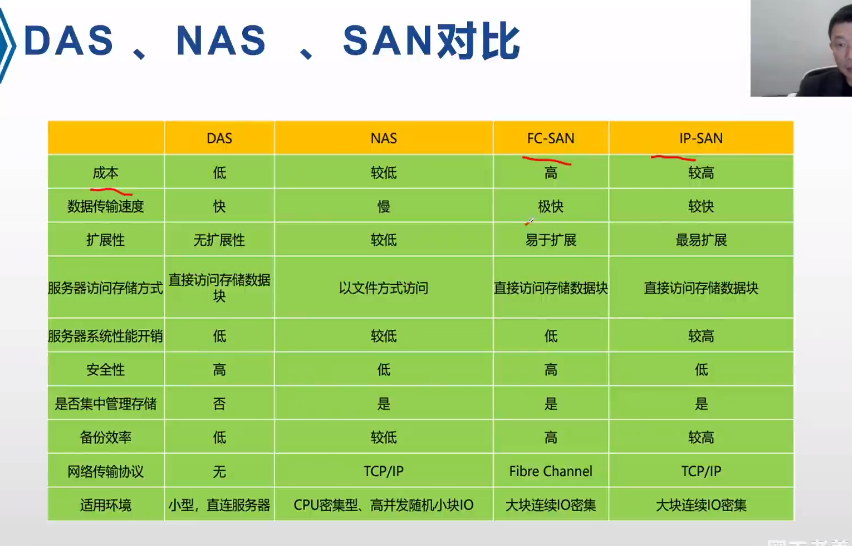 DAS 、NAS 、SAN对比
DAS NAS FC-SAN IP-SAN
成本 低 较低 高 较高
数据传输速度 快 慢 极快 较快
扩展性 无扩展性 较低 易于扩展 最易扩展
服务器访问存储方式 直接访问存储数据块 以文件方式访问 直接访问存储数据块 直接访问存储数据块
服务器系统性能开销 低 较低 低 较高
安全性 高 低 高 低
是否集中管理存储 否 是 是 是
备份效率 低 较低 高 较高
网络传输协议 无 TCP/IP Fibre Channel TCP/IP
适用环境 小型，直连服务器 CPU密集型、高并发随机小块IO 大块连续IO密集 大块连续IO密集